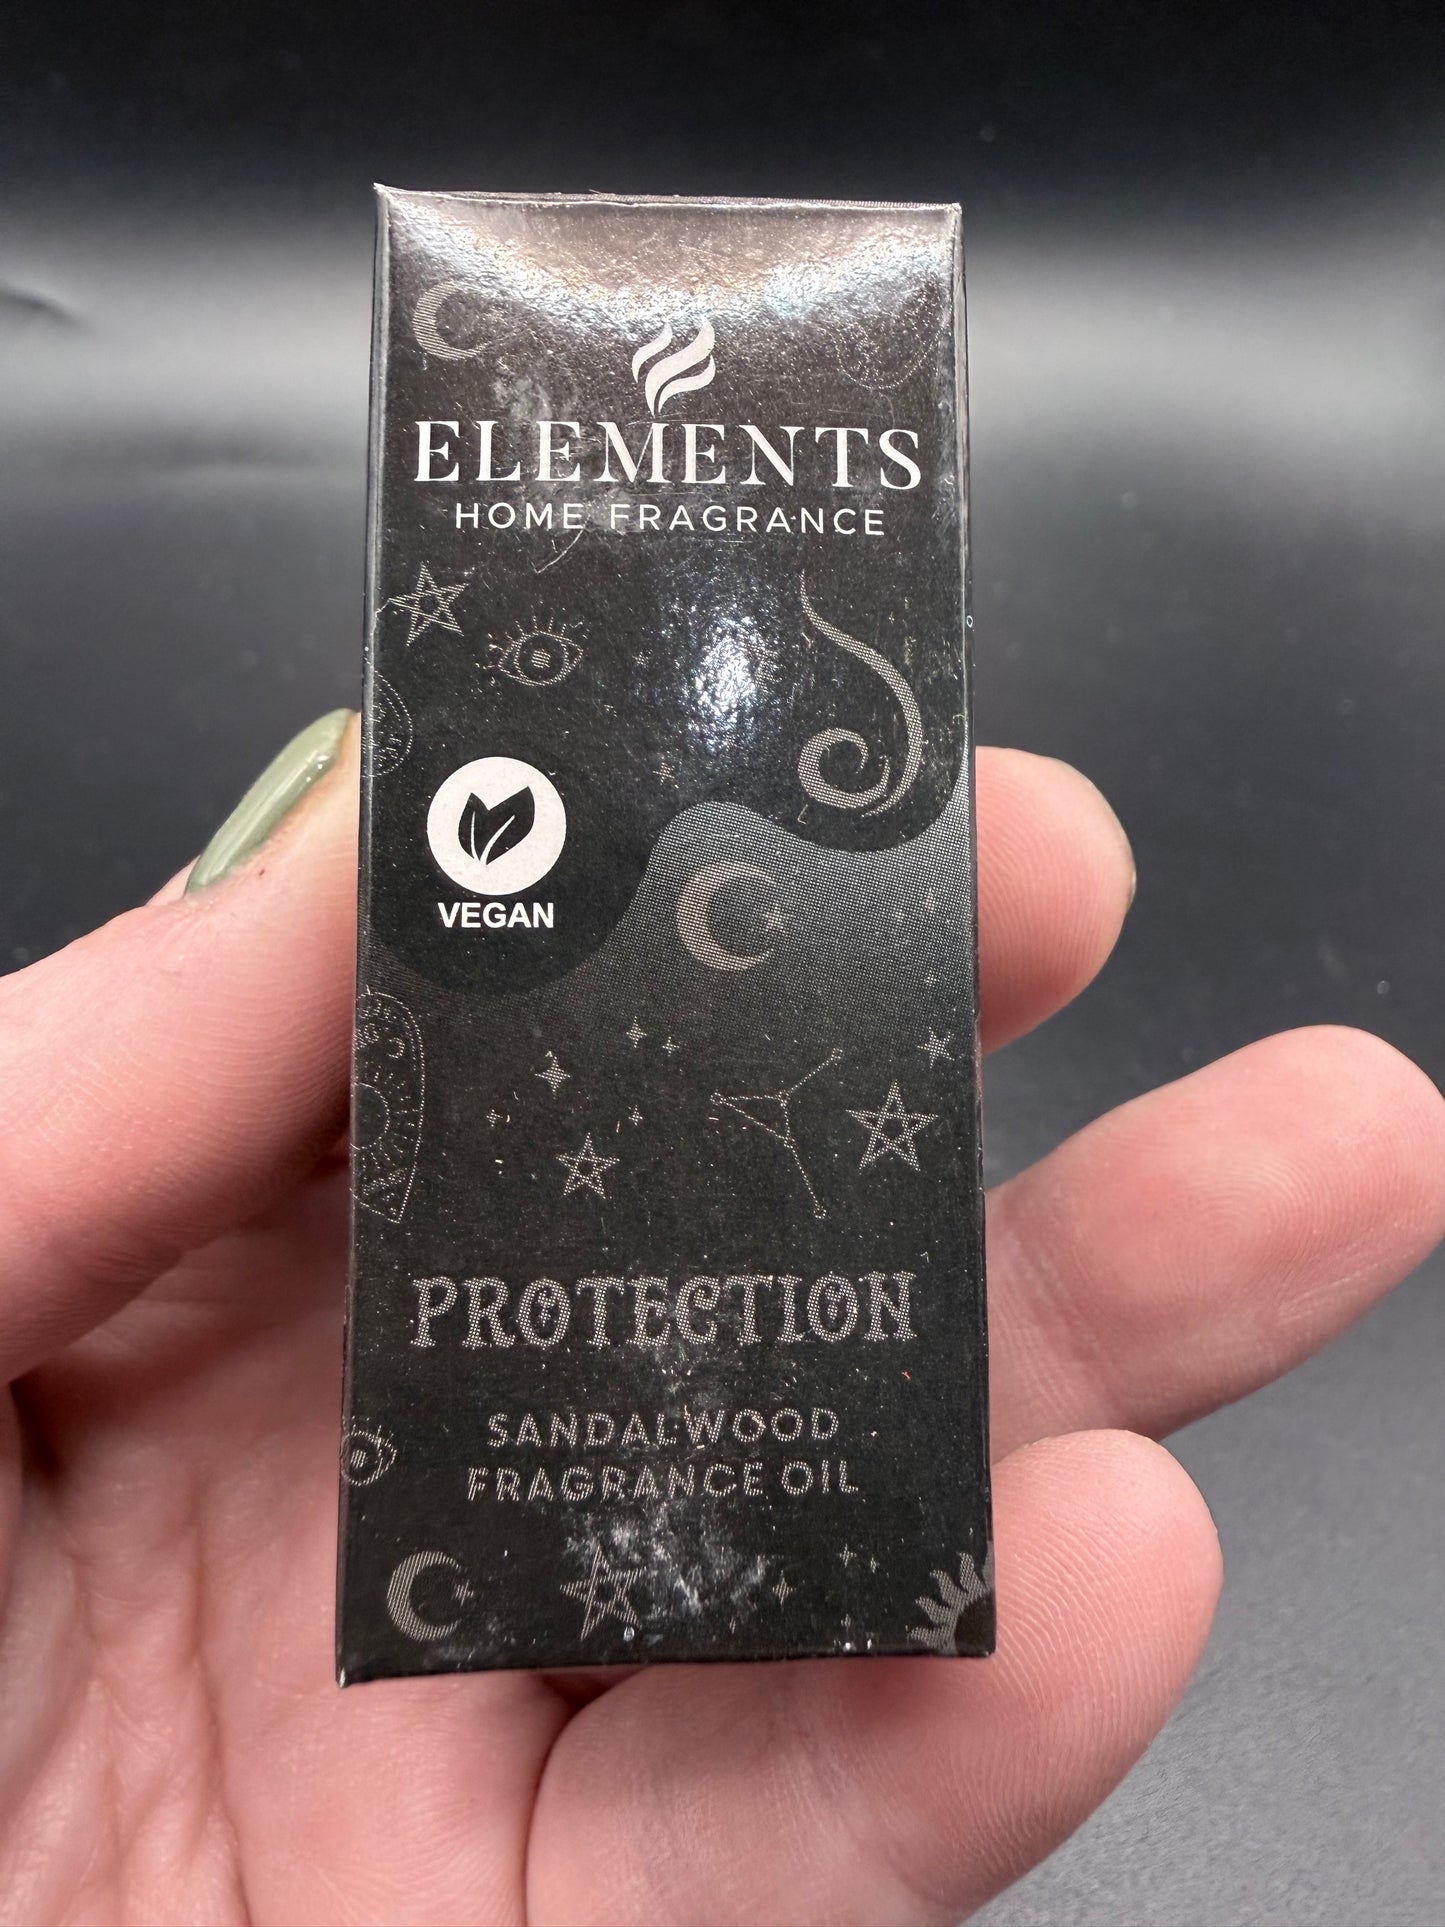 ELEMENTS
HOME FRAGRANCE
VEGAN
PROTECTION
SANDALWOOD
FRAGRANCE OIL